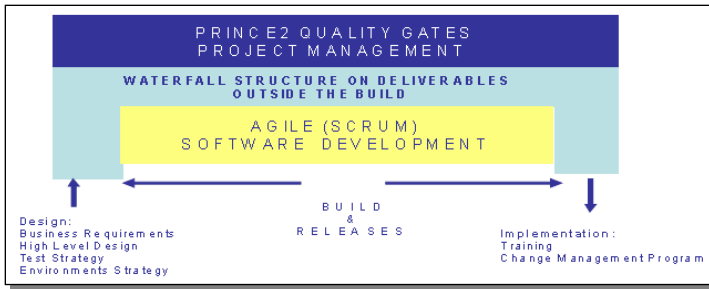 PRINCE2 QUALITY GATES
PROJECT MANAGEMENT
WATERFALL STRUCTURE ON DELIVERABLES
OUTSIDE THE BUILD
AGILE (SCRUM)
SOFTWARE DEVELOPMENT
BUILD
&
RELEASES
Design:
Business Requirements
High Level Design
Test Strategy
Environments Strategy
Implementation:
Training
Change Management Program